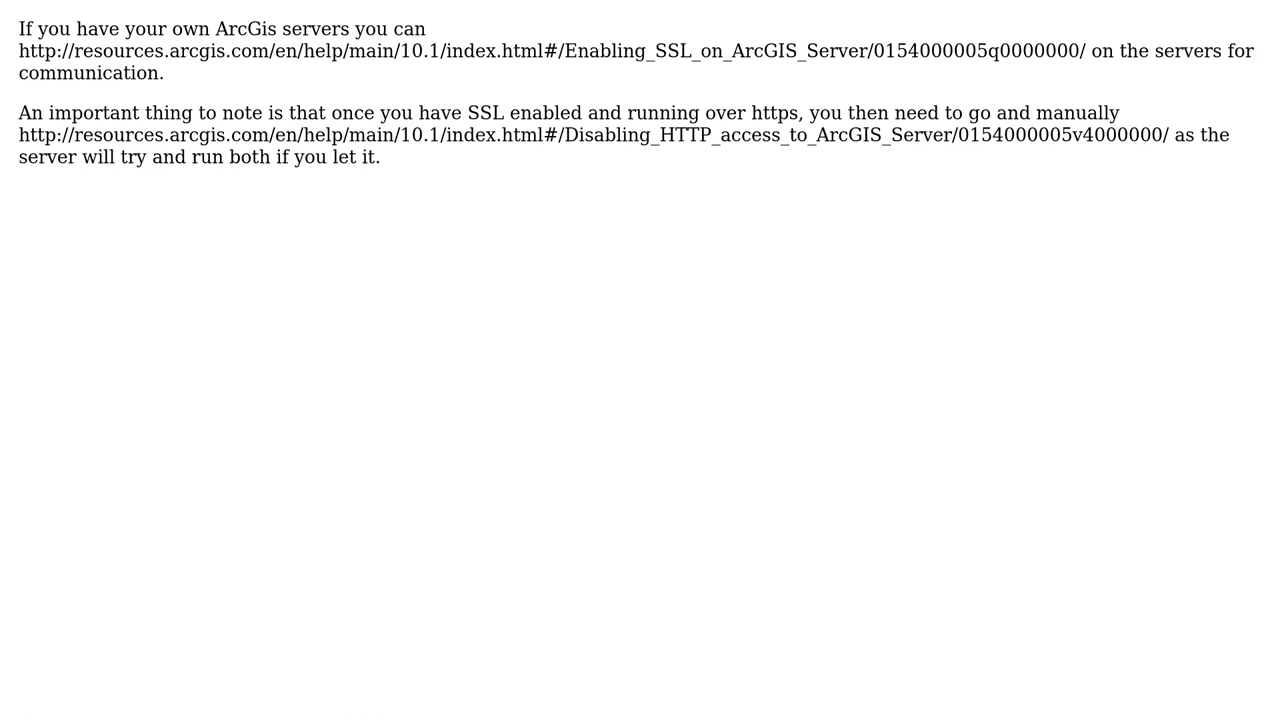 If you have your own ArcGis servers you can
http://resources.arcgis.com/en/help/main/10.1/index.html#/Enabling_SSL_on_ArcGIS_Server/0154000005q0000000/ on the servers for
communication.
An important thing to note is that once you have SSL enabled and running over https, you then need to go and manually
http://resources.arcgis.com/en/help/main/10.1/index.html#/Disabling_HTTP_access_to_ArcGIS_Server/0154000005v4000000/ as the
server will try and run both if you let it.